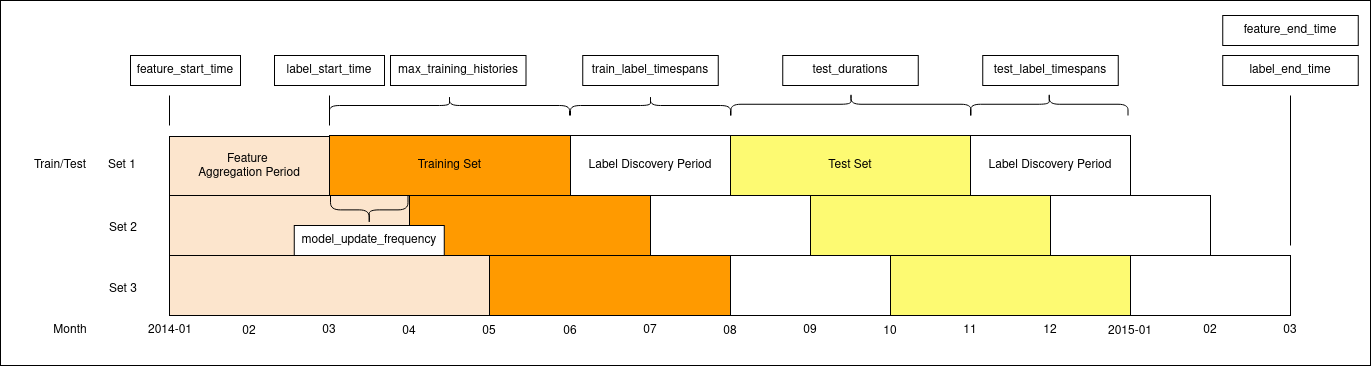 feature_end_time
feature_start_time
label_start_time
max_training_histories
train_label_timespans
test_durations
test_label_timespans
label_end_time
Train/Test
Set 1
Feature
Aggregation Period
Training Set
Label Discovery Period
Test Set
Label Discovery Period
Set 2
model_update_frequency
Set 3
Month
2014-01
02
03
04
05
06
07
08
09
10
11
12
2015-01
02
03